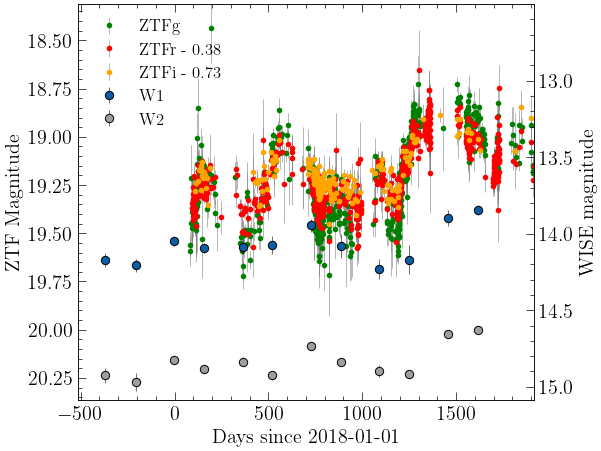 ZTFg
ZTFr - 0.38
ZTFi - 0.73
W1
W2
18.50
18.75
19.00
19.25
19.50
19.75
20.00
20.25
ZTF Magnitude
13.0
13.5
14.0
14.5
15.0
WISE magnitude
−500
0
500
1000
1500
Days since 2018-01-01